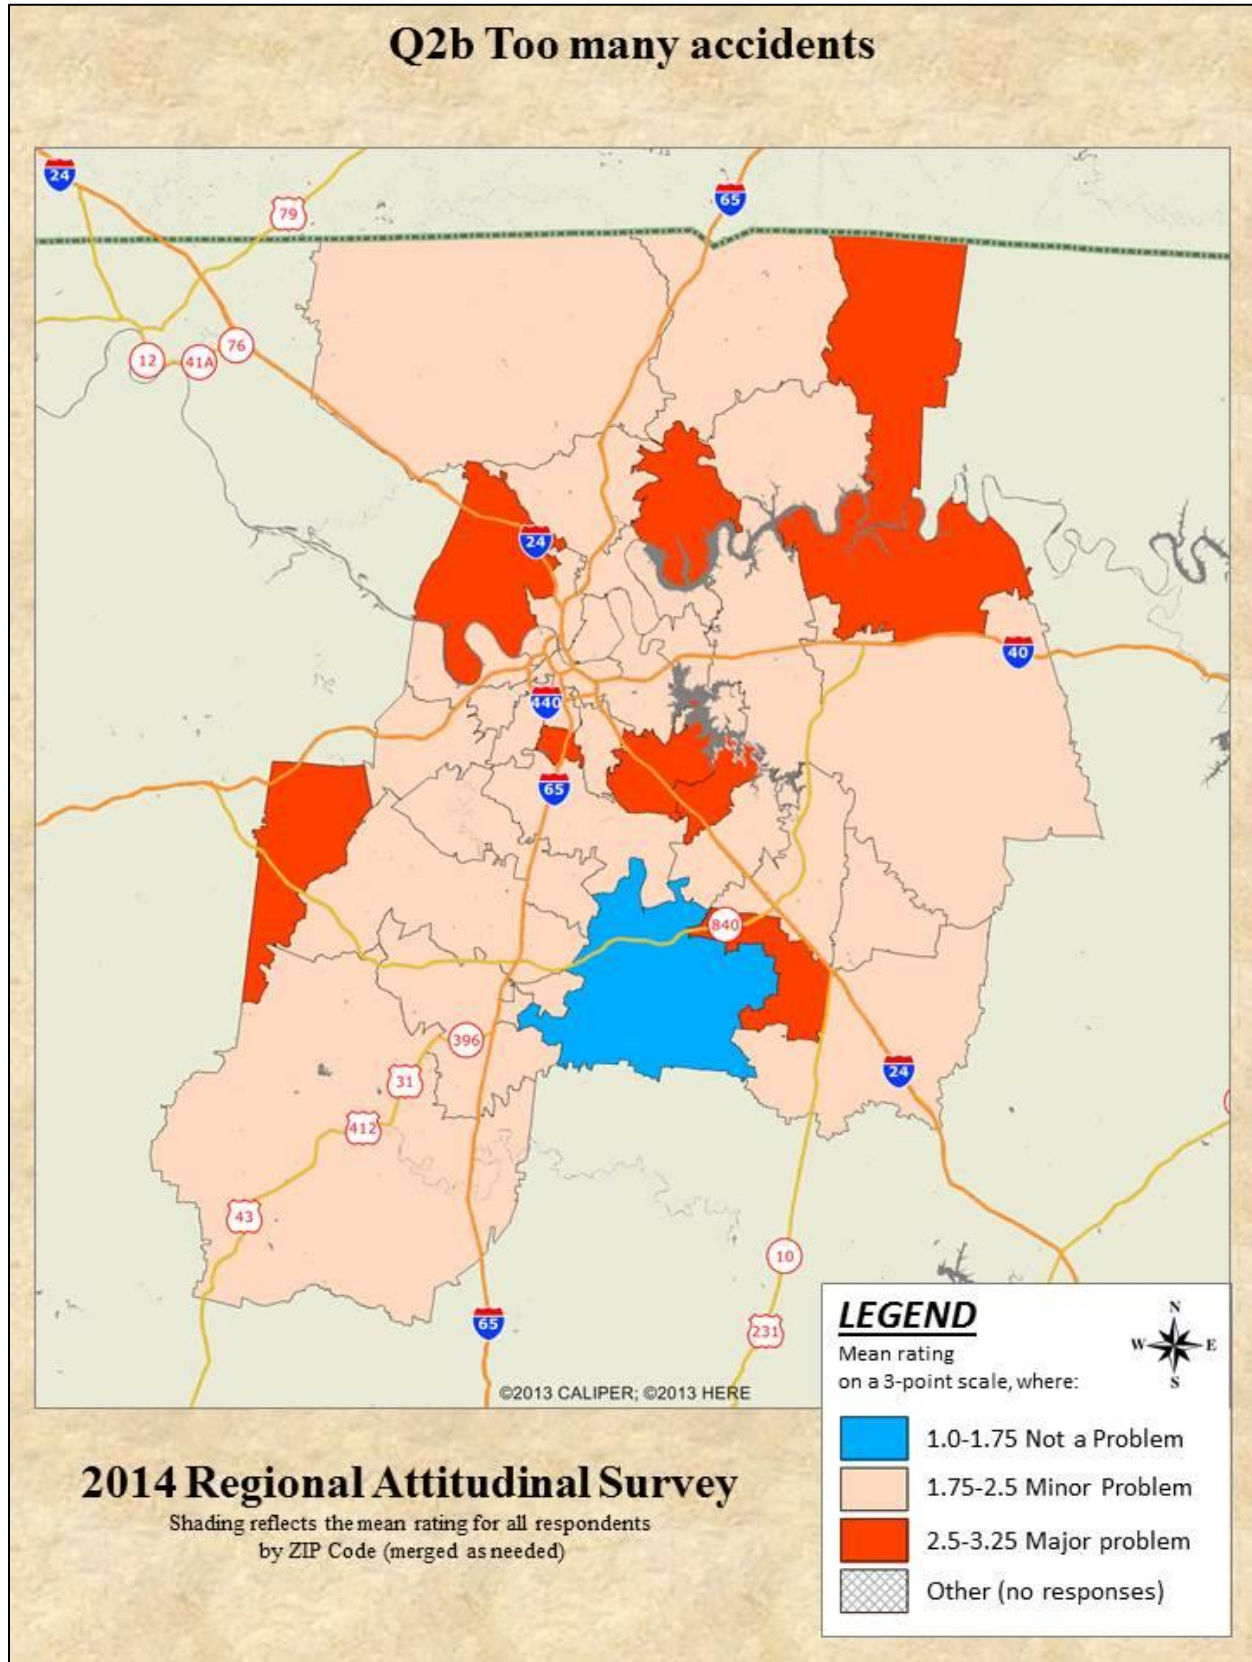 Q2b Too many accidents
24
79
65
12
41A
76
24
40
440
65
840
396
31
24
412
43
10
65
231
©2013 CALIPER; ©2013 HERE
LEGEND
Mean rating
on a 3-point scale, where:
N
W E
S
1.0-1.75 Not a Problem
1.75-2.5 Minor Problem
2.5-3.25 Major problem
Other (no responses)
2014 Regional Attitudinal Survey
Shading reflects the mean rating for all respondents
by ZIP Code (merged as needed)